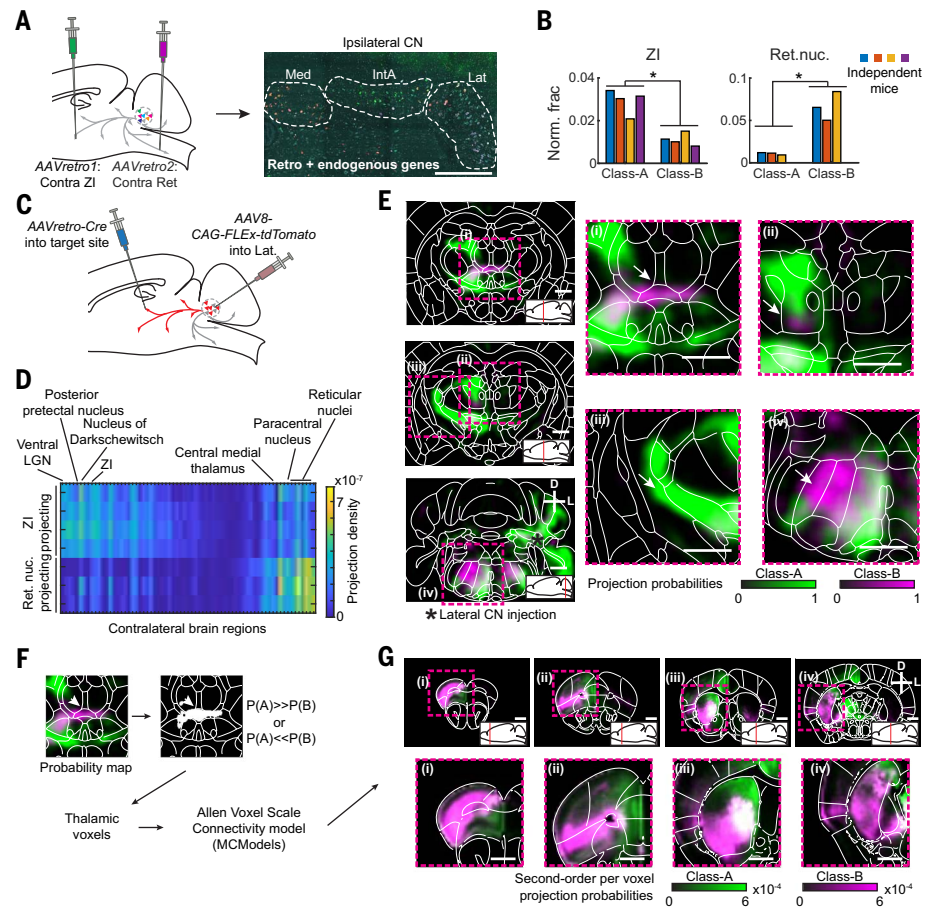 A
Ipsilateral CN
Med
IntA
Lat
AAVretro1:
Contra ZI
AAVretro2:
Contra Ret
Retro + endogenous genes
B
ZI
Ret.nuc.
Independent
mice
Norm. frac
0.04
0.02
0
*
Class-A
Class-B
0.1
0.05
0
*
Class-A
Class-B
C
AAVretro-Cre
into target site
AAV8-
CAG-FLEx-tdTomato
into Lat.
D
Posterior
pretectal nucleus
Nucleus of
Darkschewitsch
Ventral
LGN
ZI
Central medial
thalamus
Paracentral
nucleus
Reticular
nuclei
ZI
projecting
Ret. nuc.
projecting
x10-7
7
0
Projection density
Contralateral brain regions
E
(i)
(ii)
(iii)
(iv)
D
L
*
* Lateral CN injection
(i)
(ii)
(iii)
(iv)
Projection probabilities
Class-A
0
1
Class-B
0
1
F
Probability map
P(A)>>P(B)
or
P(A)<<P(B)
Thalamic
voxels
Allen Voxel Scale
Connectivity model
(MCModels)
G
(i)
(ii)
(iii)
(iv)
D
L
(i)
(ii)
(iii)
(iv)
Second-order per voxel
projection probabilities
Class-A
0
6
x10-4
Class-B
0
6
x10-4